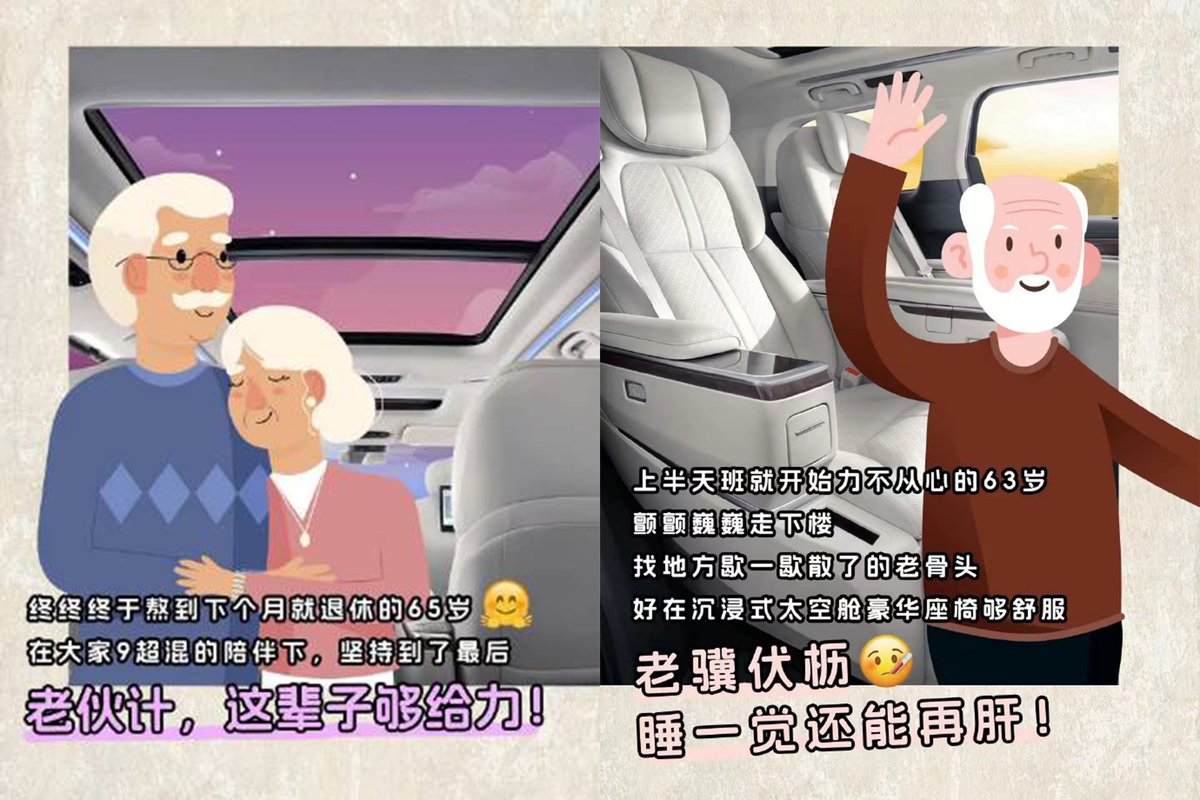 终终终于熬到下个月就退休的65岁🤗
在大家9超混的陪伴下，坚持到了最后
老伙计，这辈子够给力！
上半天班就开始力不从心的63岁
颤颤巍巍走下楼
找地方歇一歇散了的老骨头
好在沉浸式太空舱豪华座椅够舒服
老骥伏枥🤒
睡一觉还能再肝！